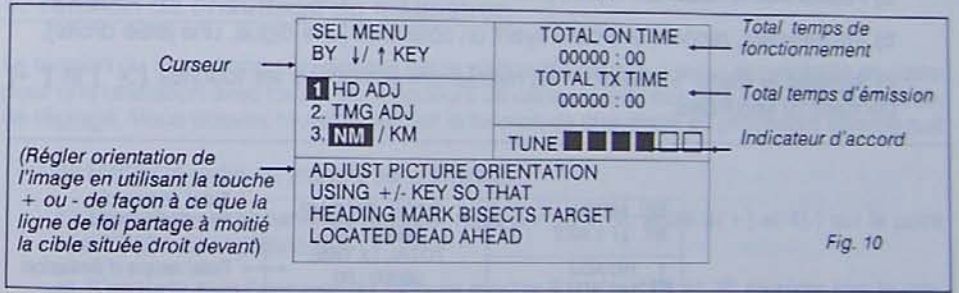 SEL MENU
BY ↓/ ↑ KEY
TOTAL ON TIME
00000 : 00
TOTAL TX TIME
00000 : 00
Total temps de
fonctionnement
Curseur
1 HD ADJ
2. TMG ADJ
3. NM / KM
Total temps d'émission
TUNE
Indicateur d'accord
(Régler orientation de
l'image en utilisant la touche
+ ou - de façon à ce que la
ligne de foi partage à moitié
la cible située droit devant)
ADJUST PICTURE ORIENTATION
USING +/- KEY SO THAT
HEADING MARK BISECTS TARGET
LOCATED DEAD AHEAD
Fig. 10